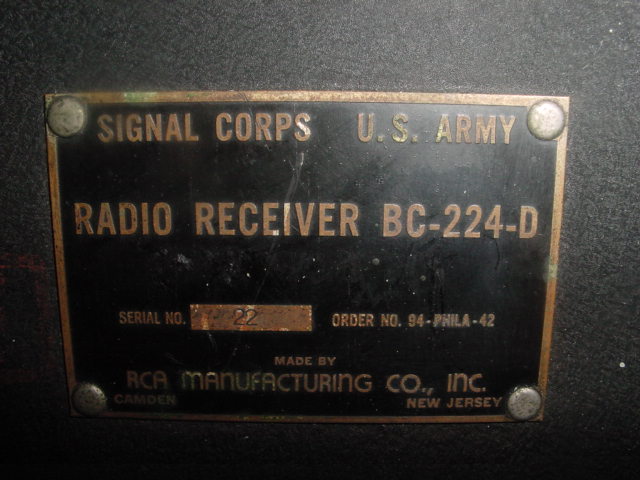 SIGNAL CORPS U.S. ARMY
RADIO RECEIVER BC-224-D
SERIAL NO. 22 ORDER NO. 94-PHILA-42
MADE BY
RCA MANUFACTURING CO., INC.
CAMDEN NEW JERSEY